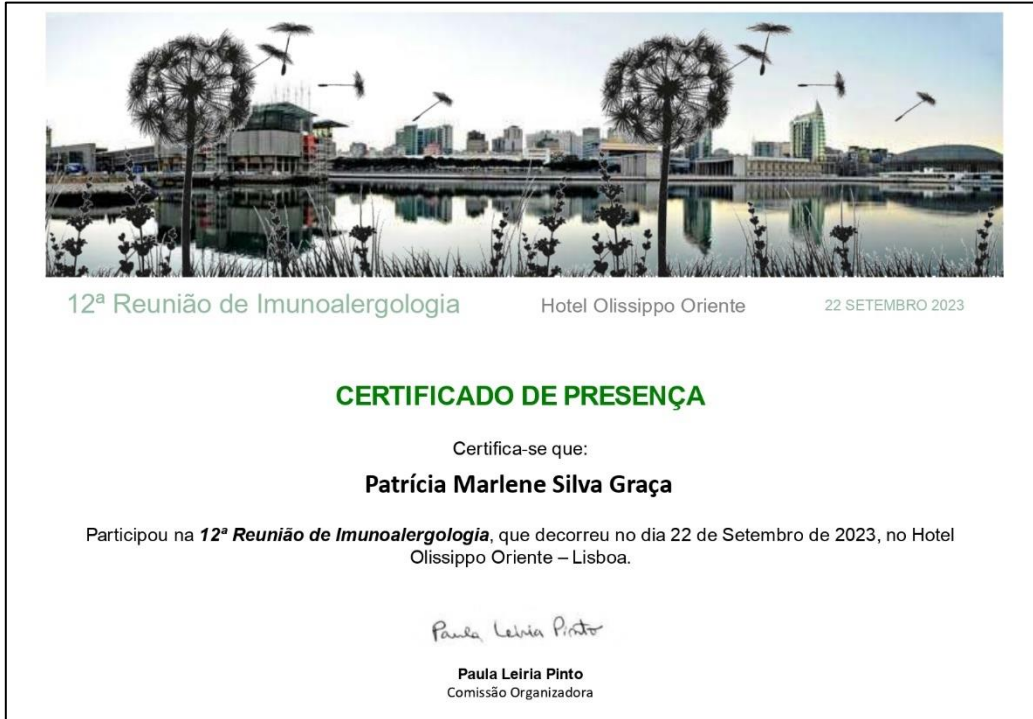 12ª Reunião de Imunoalergologia Hotel Olissippo Oriente 22 SETEMBRO 2023
CERTIFICADO DE PRESENÇA
Certifica-se que:
Patrícia Marlene Silva Graça
Participou na 12ª Reunião de Imunoalergologia, que decorreu no dia 22 de Setembro de 2023, no Hotel
Olissippo Oriente – Lisboa.
Paula Leiria Pinto
Paula Leiria Pinto
Comissão Organizadora